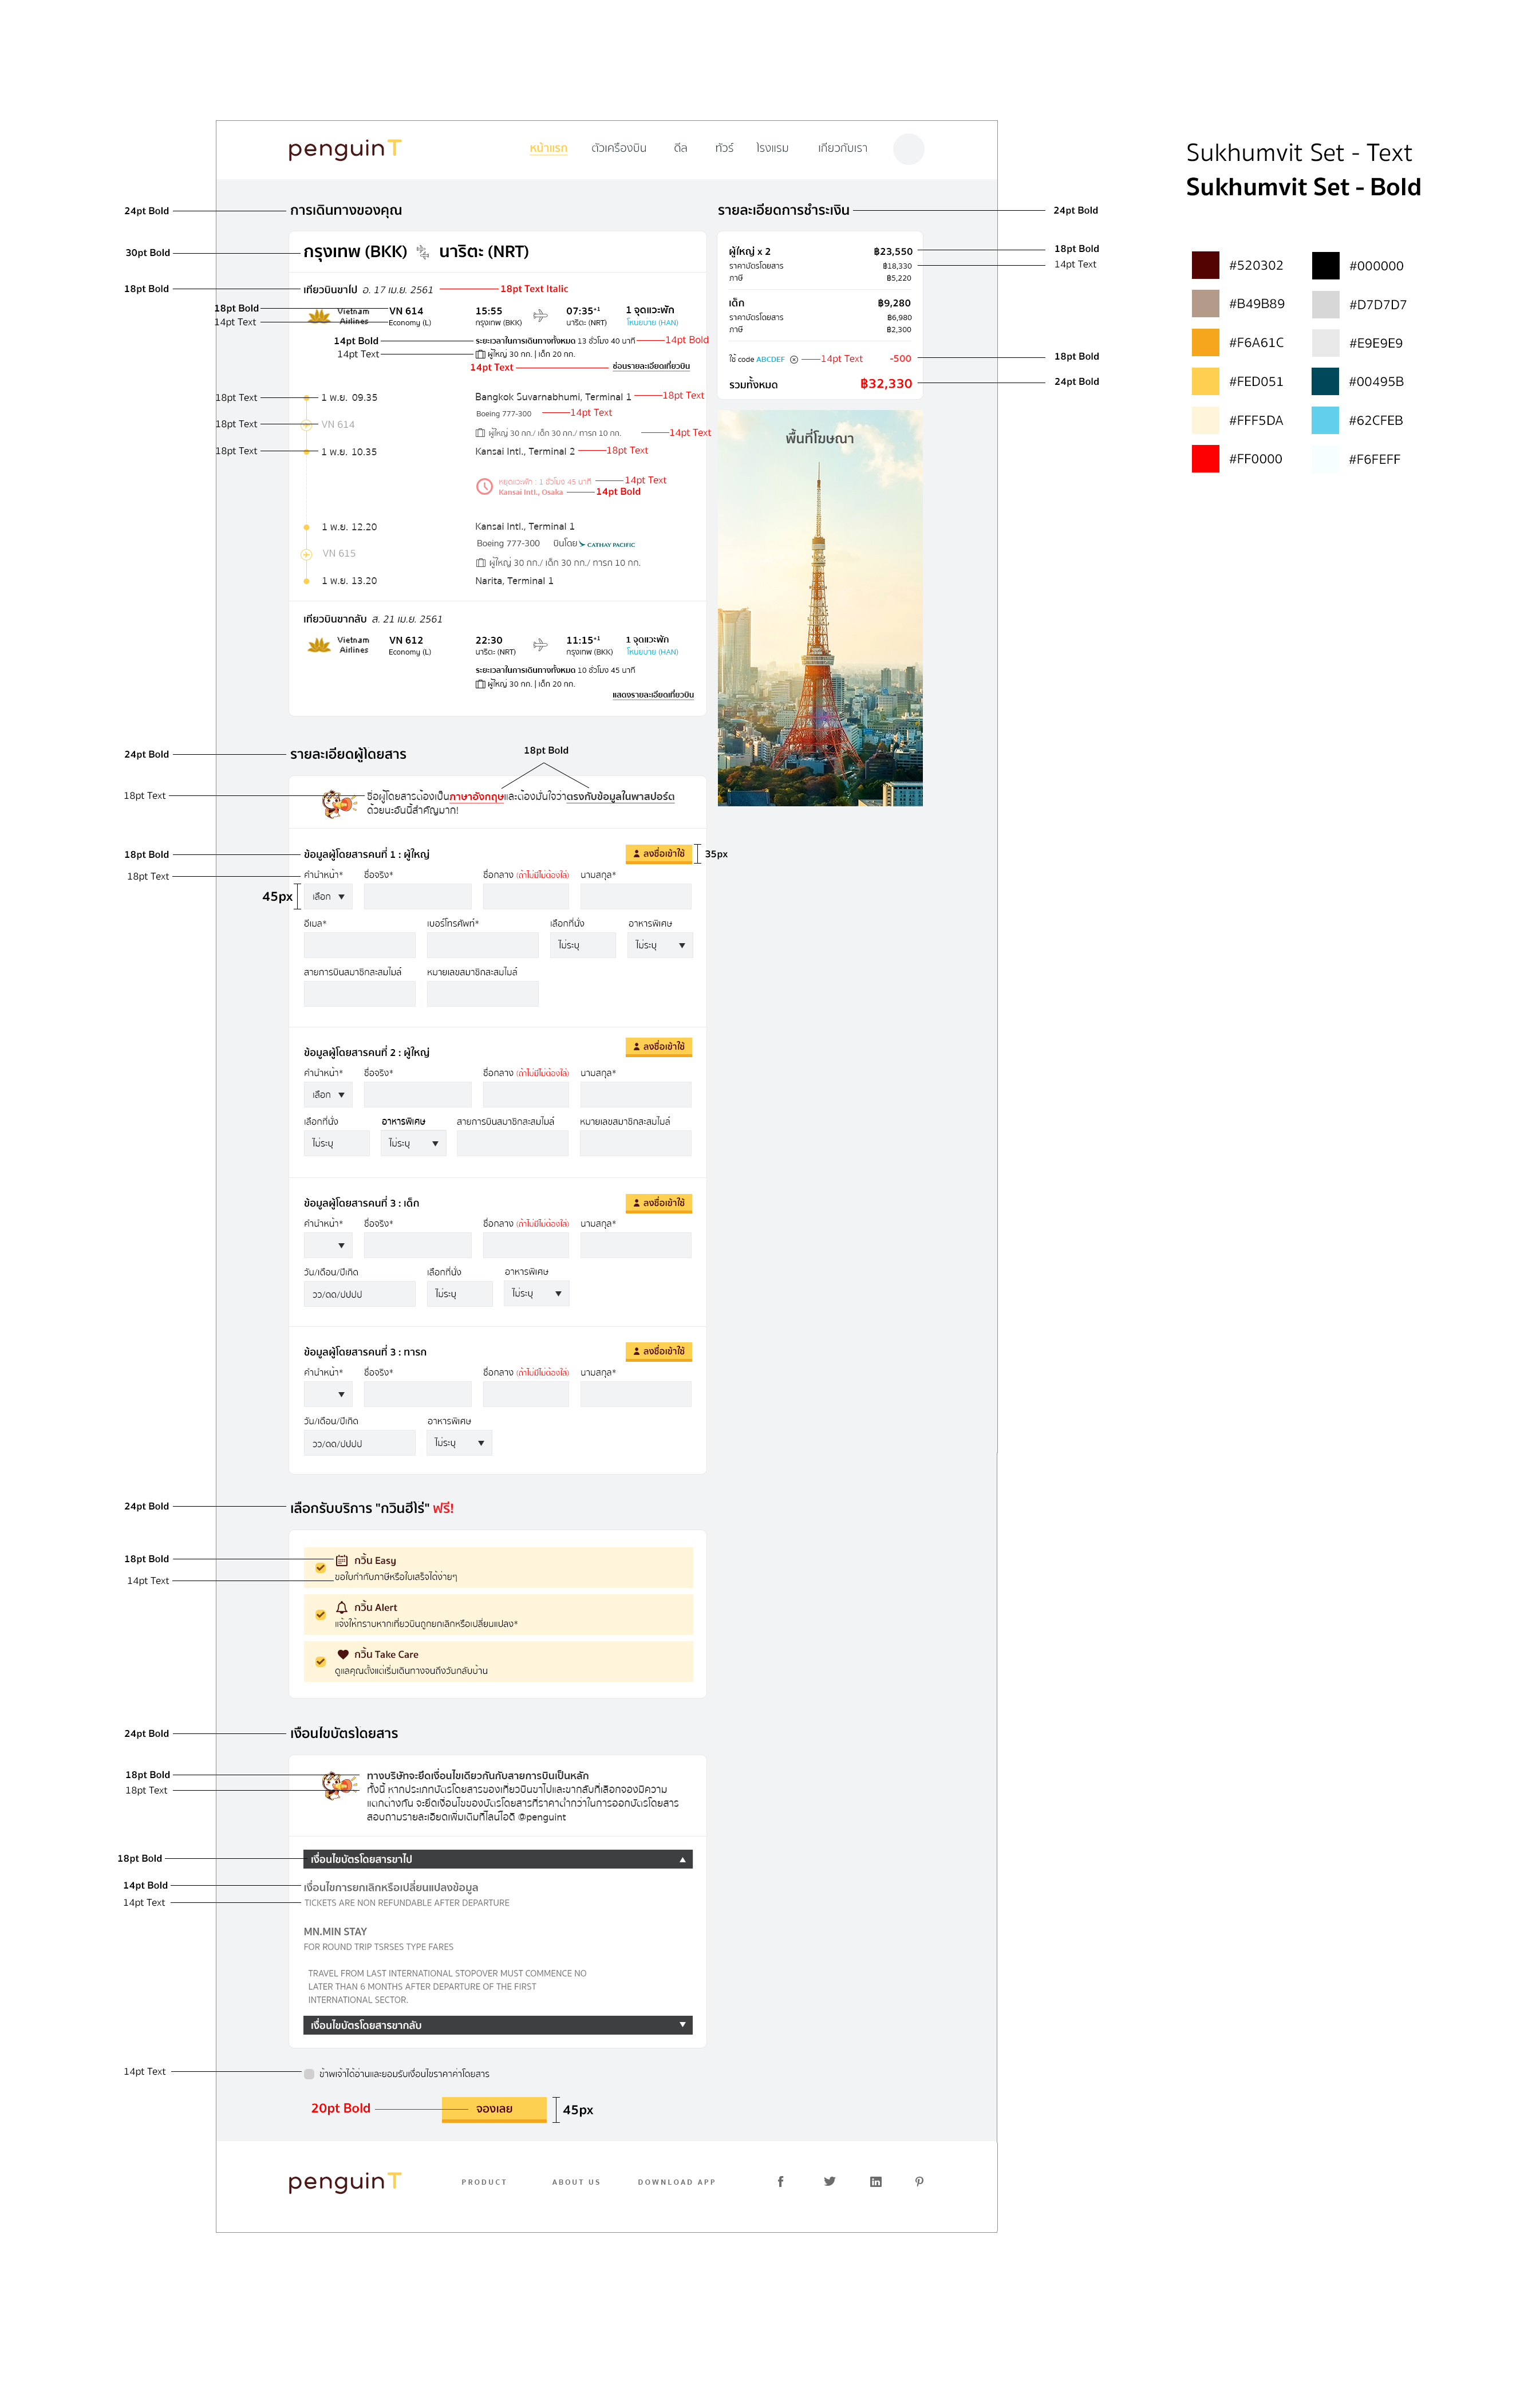 penguinT
หน้าแรก
ตั๋วเครื่องบิน
ดีล
ทัวร์
โรงแรม
เกี่ยวกับเรา
Sukhumvit Set - Text
Sukhumvit Set - Bold
#520302
#000000
#B49B89
#D7D7D7
#F6A61C
#E9E9E9
#FED051
#00495B
#FFF5DA
#62CFEB
#FF0000
#F6FEFF
24pt Bold
การเดินทางของคุณ
30pt Bold
กรุงเทพ (BKK)
นาริตะ (NRT)
18pt Bold
เที่ยวบินขาไป อ. 17 เม.ย. 2561
18pt Text Italic
18pt Bold
14pt Text
Vietnam
Airlines
VN 614
Economy (L)
15:55
กรุงเทพ (BKK)
07:35+1
นาริตะ (NRT)
1 จุดแวะพัก
โหนยบาย (HAN)
14pt Bold
ระยะเวลาในการเดินทางทั้งหมด 13 ชั่วโมง 40 นาที
14pt Bold
14pt Text
ผู้ใหญ่ 30 กก. | เด็ก 20 กก.
14pt Text
ซ่อนรายละเอียดเที่ยวบิน
18pt Text
1 พ.ย. 09.35
Bangkok Suvarnabhumi, Terminal 1
18pt Text
Boeing 777-300
14pt Text
18pt Text
VN 614
ผู้ใหญ่ 30 กก./ เด็ก 30 กก./ ทารก 10 กก.
14pt Text
18pt Text
1 พ.ย. 10.35
Kansai Intl., Terminal 2
18pt Text
หยุดแวะพัก : 1 ชั่วโมง 45 นาที
14pt Text
Kansai Intl., Osaka
14pt Bold
1 พ.ย. 12.20
Kansai Intl., Terminal 1
Boeing 777-300
บินโดย
CATHAY PACIFIC
VN 615
ผู้ใหญ่ 30 กก./ เด็ก 30 กก./ ทารก 10 กก.
1 พ.ย. 13.20
Narita, Terminal 1
เที่ยวบินขากลับ ส. 21 เม.ย. 2561
Vietnam
Airlines
VN 612
Economy (L)
22:30
นาริตะ (NRT)
11:15+1
กรุงเทพ (BKK)
1 จุดแวะพัก
โหนยบาย (HAN)
ระยะเวลาในการเดินทางทั้งหมด 10 ชั่วโมง 45 นาที
ผู้ใหญ่ 30 กก. | เด็ก 20 กก.
แสดงรายละเอียดเที่ยวบิน
รายละเอียดการชำระเงิน
24pt Bold
ผู้ใหญ่ x 2
฿23,550
18pt Bold
ราคาบัตรโดยสาร
฿18,330
14pt Text
ภาษี
฿5,220
เด็ก
฿9,280
ราคาบัตรโดยสาร
฿6,980
ภาษี
฿2,300
ใช้ code ABCDEF
14pt Text
-500
18pt Bold
รวมทั้งหมด
฿32,330
24pt Bold
พื้นที่โฆษณา
24pt Bold
รายละเอียดผู้โดยสาร
18pt Bold
18pt Text
ชื่อผู้โดยสารต้องเป็นภาษาอังกฤษและต้องมั่นใจว่าตรงกับข้อมูลในพาสปอร์ต
ด้วยนะฮันนี้สำคัญมาก!
18pt Bold
ข้อมูลผู้โดยสารคนที่ 1 : ผู้ใหญ่
ลงชื่อเข้าใช้
35px
18pt Text
คำนำหน้า*
ชื่อจริง*
ชื่อกลาง (ถ้าไม่มีไม่ต้องใส่)
นามสกุล*
45px
เลือก
อีเมล*
เบอร์โทรศัพท์*
เลือกที่นั่ง
อาหารพิเศษ
ไม่ระบุ
ไม่ระบุ
สายการบินสมาชิกสะสมไมล์
หมายเลขสมาชิกสะสมไมล์
ข้อมูลผู้โดยสารคนที่ 2 : ผู้ใหญ่
ลงชื่อเข้าใช้
คำนำหน้า*
ชื่อจริง*
ชื่อกลาง (ถ้าไม่มีไม่ต้องใส่)
นามสกุล*
เลือก
เลือกที่นั่ง
อาหารพิเศษ
สายการบินสมาชิกสะสมไมล์
หมายเลขสมาชิกสะสมไมล์
ไม่ระบุ
ไม่ระบุ
ข้อมูลผู้โดยสารคนที่ 3 : เด็ก
ลงชื่อเข้าใช้
คำนำหน้า*
ชื่อจริง*
ชื่อกลาง (ถ้าไม่มีไม่ต้องใส่)
นามสกุล*
วัน/เดือน/ปีเกิด
เลือกที่นั่ง
อาหารพิเศษ
วว/ดด/ปปปป
ไม่ระบุ
ไม่ระบุ
ข้อมูลผู้โดยสารคนที่ 3 : ทารก
ลงชื่อเข้าใช้
คำนำหน้า*
ชื่อจริง*
ชื่อกลาง (ถ้าไม่มีไม่ต้องใส่)
นามสกุล*
วัน/เดือน/ปีเกิด
อาหารพิเศษ
วว/ดด/ปปปป
ไม่ระบุ
24pt Bold
เลือกรับบริการ "กวินฮีโร่" ฟรี!
18pt Bold
กวิ้น Easy
14pt Text
ขอใบกำกับภาษีหรือใบเสร็จได้ง่ายๆ
กวิ้น Alert
แจ้งให้ทราบหากเที่ยวบินถูกยกเลิกหรือเปลี่ยนแปลง*
กวิ้น Take Care
ดูแลคุณตั้งแต่เริ่มเดินทางจนถึงวันกลับบ้าน
24pt Bold
เงื่อนไขบัตรโดยสาร
18pt Bold
ทางบริษัทจะยึดเงื่อนไขเดียวกันกับสายการบินเป็นหลัก
18pt Text
ทั้งนี้ หากประเภทบัตรโดยสารของเที่ยวบินขาไปและขากลับที่เลือกจองมีความ
แตกต่างกัน จะยึดเงื่อนไขของบัตรโดยสารที่ราคาต่ำกว่าในการออกบัตรโดยสาร
สอบถามรายละเอียดเพิ่มเติมที่ไลน์ไอดี @penguint
18pt Bold
เงื่อนไขบัตรโดยสารขาไป
14pt Bold
เงื่อนไขการยกเลิกหรือเปลี่ยนแปลงข้อมูล
14pt Text
TICKETS ARE NON REFUNDABLE AFTER DEPARTURE
MN.MIN STAY
FOR ROUND TRIP TSRSES TYPE FARES
TRAVEL FROM LAST INTERNATIONAL STOPOVER MUST COMMENCE NO
LATER THAN 6 MONTHS AFTER DEPARTURE OF THE FIRST
INTERNATIONAL SECTOR.
เงื่อนไขบัตรโดยสารขากลับ
14pt Text
ข้าพเจ้าได้อ่านและยอมรับเงื่อนไขราคาค่าโดยสาร
20pt Bold
จองเลย
45px
penguinT
PRODUCT
ABOUT US
DOWNLOAD APP